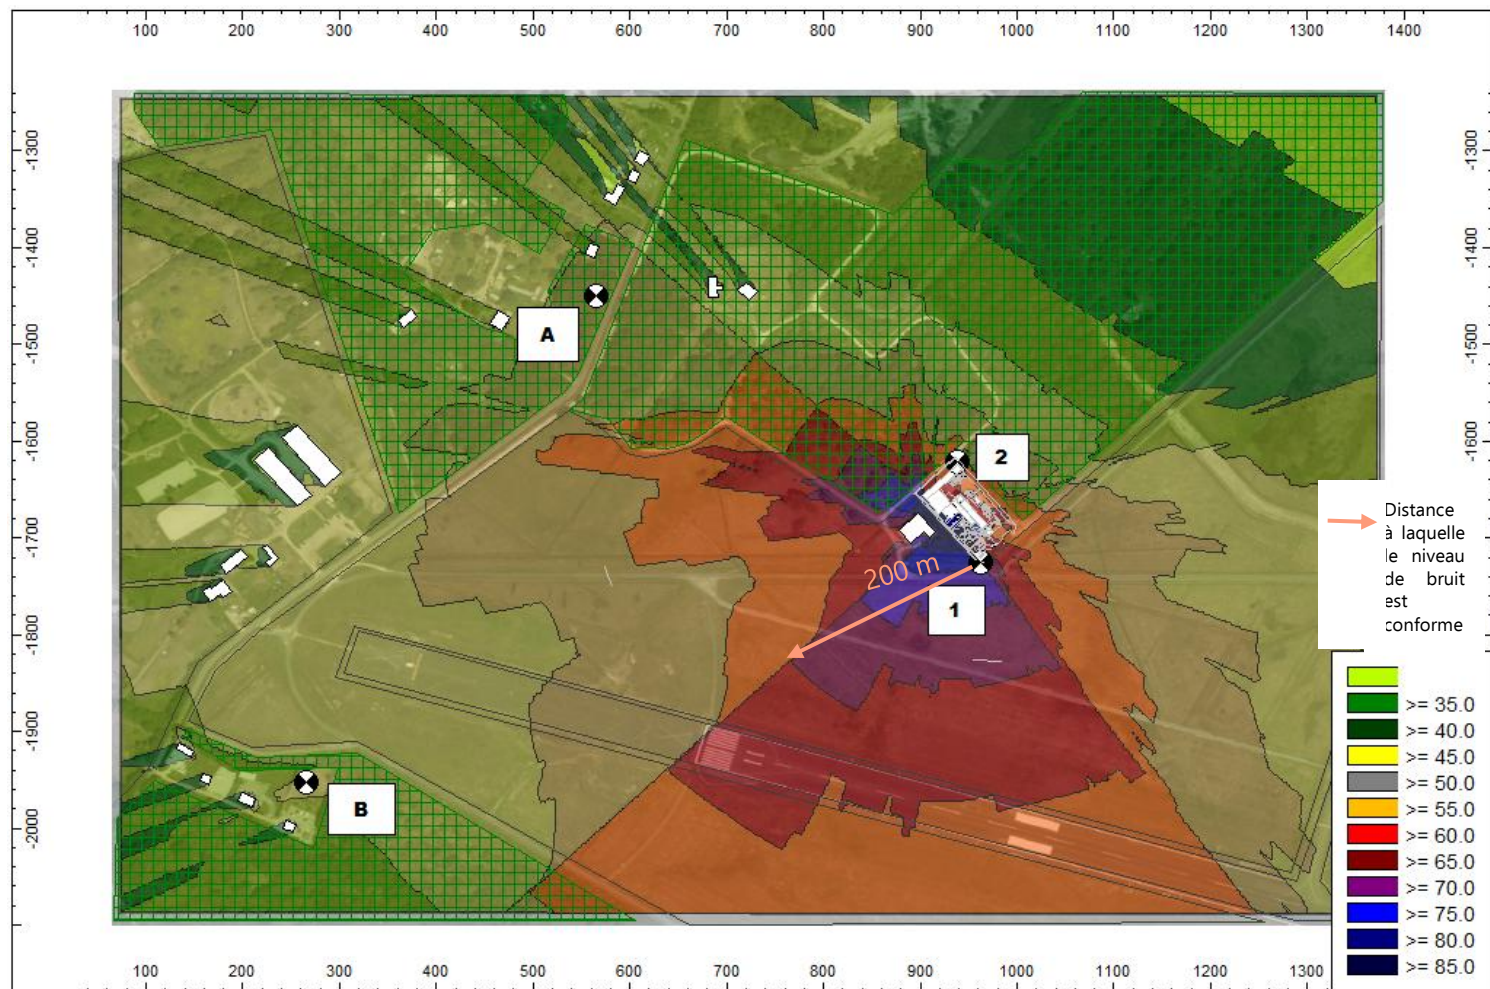 100 200 300 400 500 600 700 800 900 1000 1100 1200 1300 1400
-1300 -1300
-1400 -1400
A
-1500 -1500
-1600 -1600
2
Distance
à laquelle
le niveau
de bruit
est
conforme
-1700
200 m
1
-1800
>= 35.0
>= 40.0
-1900
>= 45.0
>= 50.0
B
>= 55.0
-2000
>= 60.0
>= 65.0
>= 70.0
>= 75.0
>= 80.0
>= 85.0
100 200 300 400 500 600 700 800 900 1000 1100 1200 1300